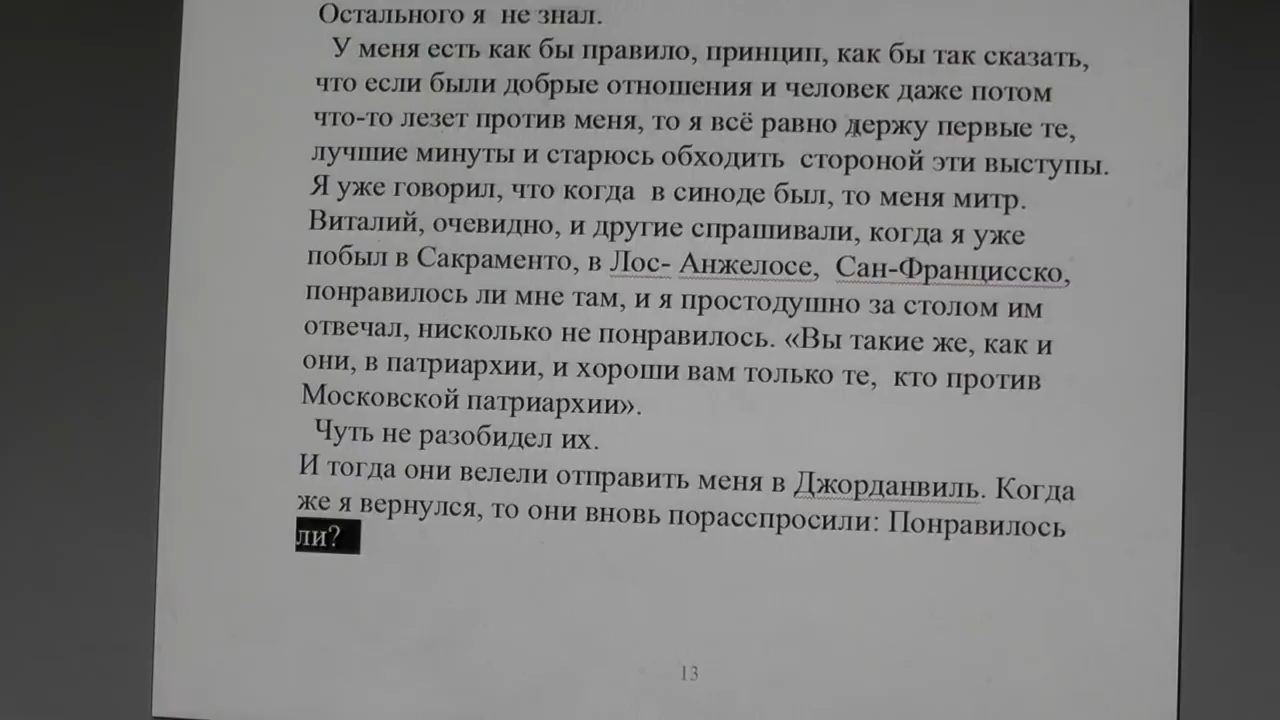 Остального я  не знал.
У меня есть как бы правило, принцип, как бы так сказать,
что если были добрые отношения и человек даже потом
что-то лезет против меня, то я всё равно держу первые те,
лучшие минуты и старюсь обходить  стороной эти выступы.
Я уже говорил, что когда  в синоде был, то меня митр.
Виталий, очевидно, и другие спрашивали, когда я уже
побыл в Сакраменто, в Лос- Анжелосе,  Сан-Францисско,
понравилось ли мне там, и я простодушно за столом им
отвечал, нисколько не понравилось. «Вы такие же, как и
они, в патриархии, и хороши вам только те,  кто против
Московской патриархии».
Чуть не разобидел их.
И тогда они велели отправить меня в Джорданвиль. Когда
же я вернулся, то они вновь порасспросили: Понравилось
ли?
13